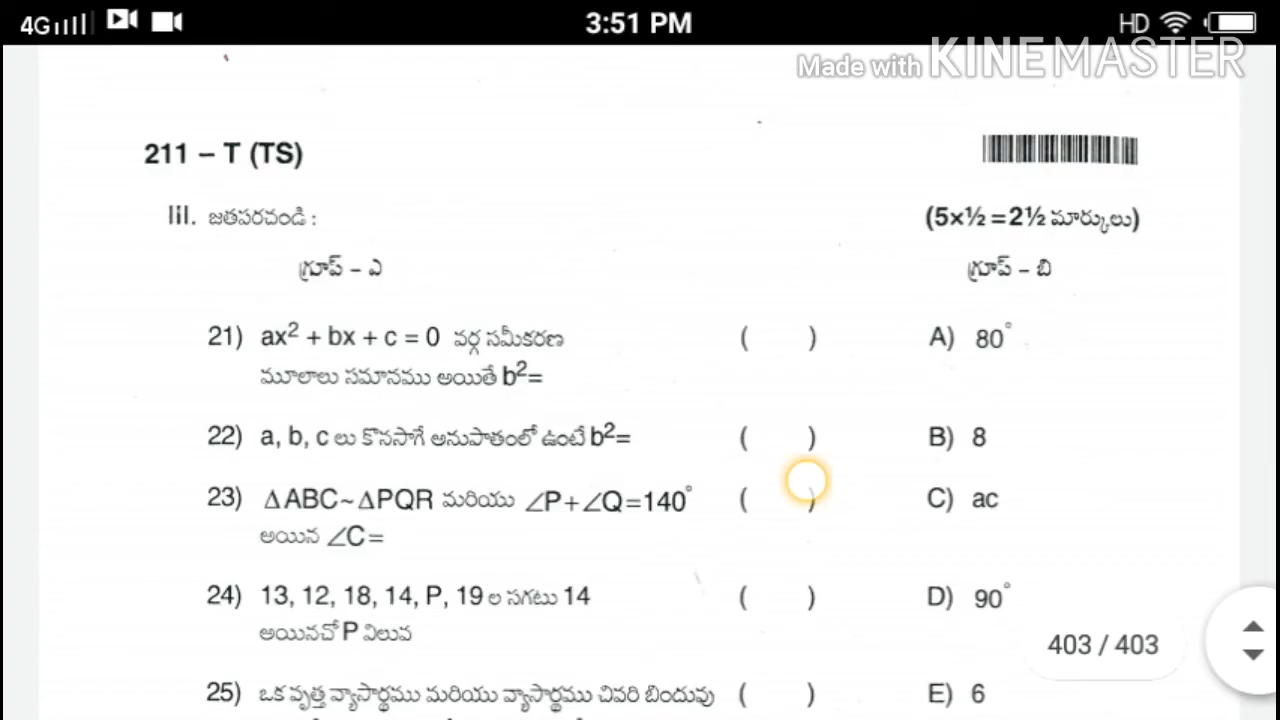 4G 3:51 PM HD
Made with KINEMASTER
211 – T (TS)
III. జతపరచండి : (5×½ =2½ మార్కులు)
గ్రూప్ – ఎ గ్రూప్ – బి
21) ax² + bx + c = 0 వర్గ సమీకరణ ( ) A) 80°
మూలాలు సమానము అయితే b²=
22) a, b, c లు కొనసాగే అనుపాతంలో ఉంటే b²= ( ) B) 8
23) ΔABC~ΔPQR మరియు ∠P+∠Q=140° ( ) C) ac
అయిన ∠C=
24) 13, 12, 18, 14, P, 19 ల సగటు 14 ( ) D) 90°
అయినచో P విలువ
403 / 403
25) ఒక వృత్త వ్యాసార్థము మరియు వ్యాసార్థము చివరి బిందువు ( ) E) 6